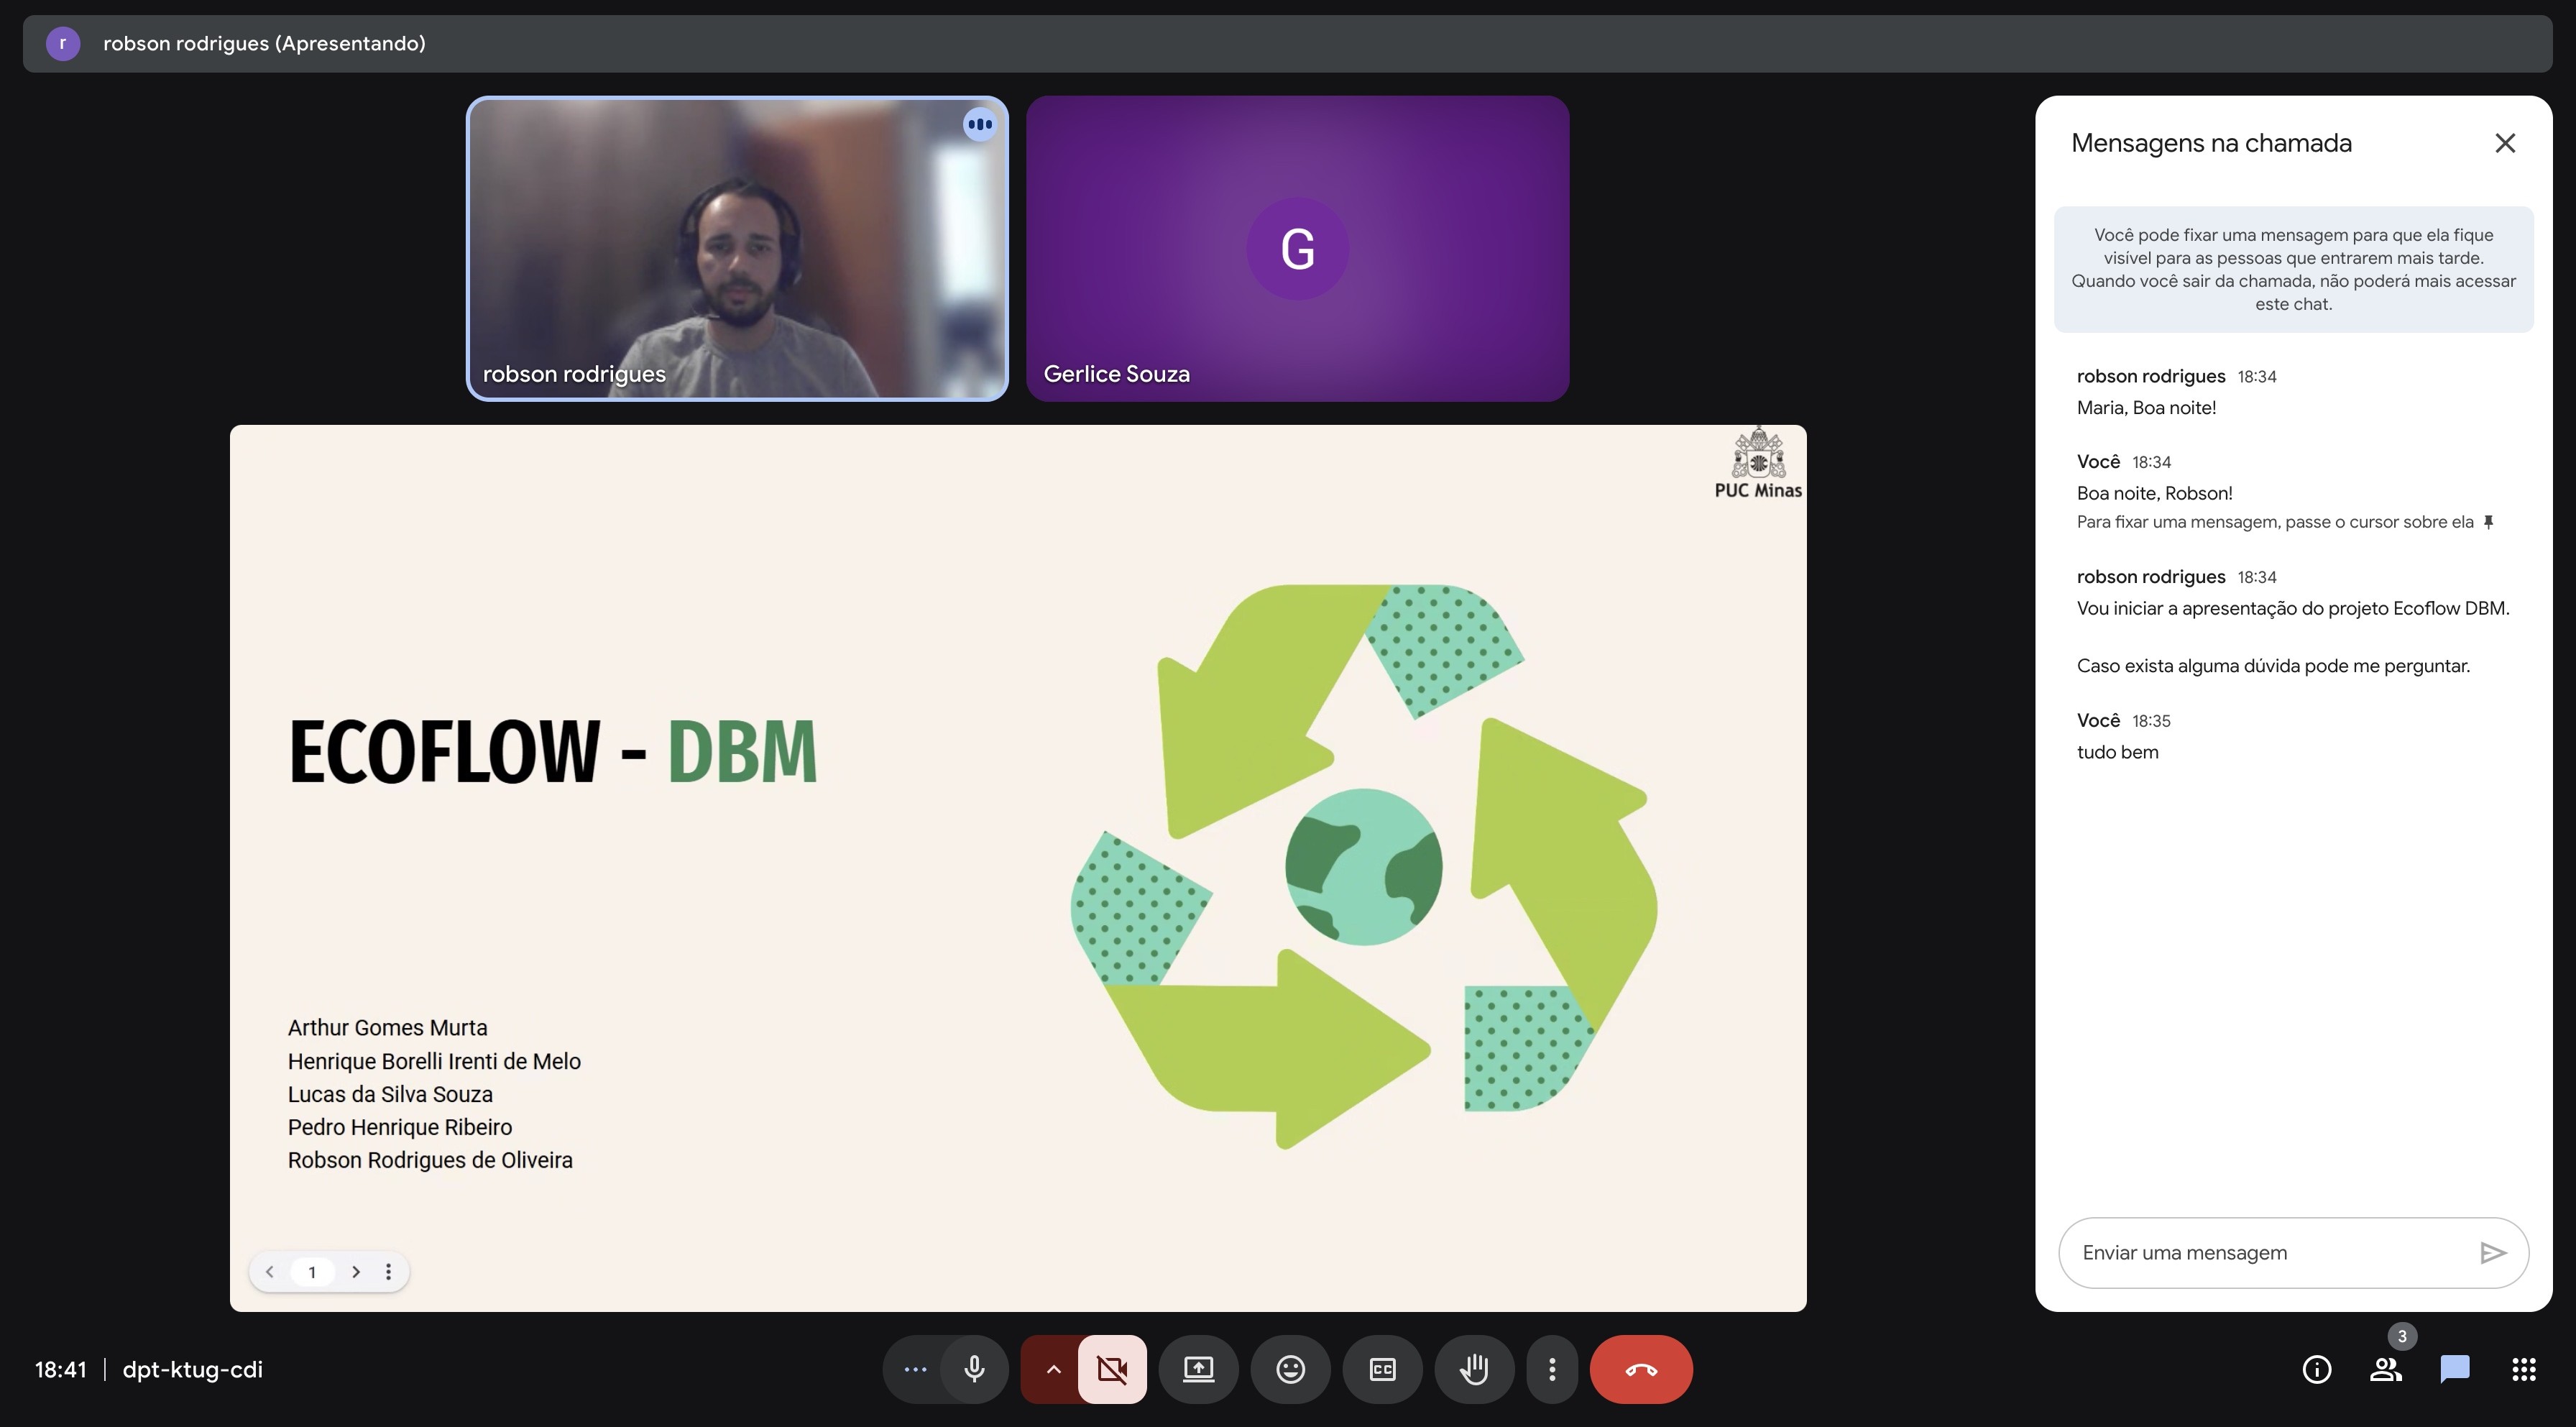 r robson rodrigues (Apresentando)
robson rodrigues
G
Gerlice Souza
PUC Minas
ECOFLOW - DBM
Arthur Gomes Murta
Henrique Borelli Irenti de Melo
Lucas da Silva Souza
Pedro Henrique Ribeiro
Robson Rodrigues de Oliveira
1
Mensagens na chamada
Você pode fixar uma mensagem para que ela fique
visível para as pessoas que entrarem mais tarde.
Quando você sair da chamada, não poderá mais acessar
este chat.
robson rodrigues 18:34
Maria, Boa noite!
Você 18:34
Boa noite, Robson!
Para fixar uma mensagem, passe o cursor sobre ela
robson rodrigues 18:34
Vou iniciar a apresentação do projeto Ecoflow DBM.
Caso exista alguma dúvida pode me perguntar.
Você 18:35
tudo bem
Enviar uma mensagem
18:41 | dpt-ktug-cdi
CC
3